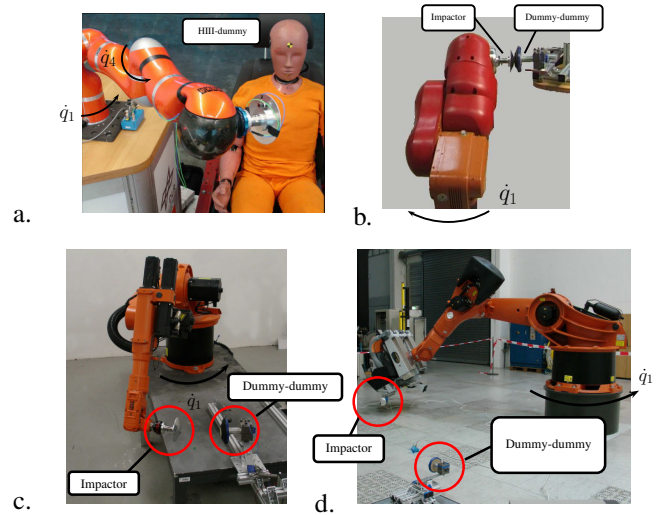 HIII-dummy
q̇4
q̇1
a.
Impactor
Dummy-dummy
q̇1
b.
Dummy-dummy
q̇1
Impactor
c.
q̇1
Impactor
Dummy-dummy
d.